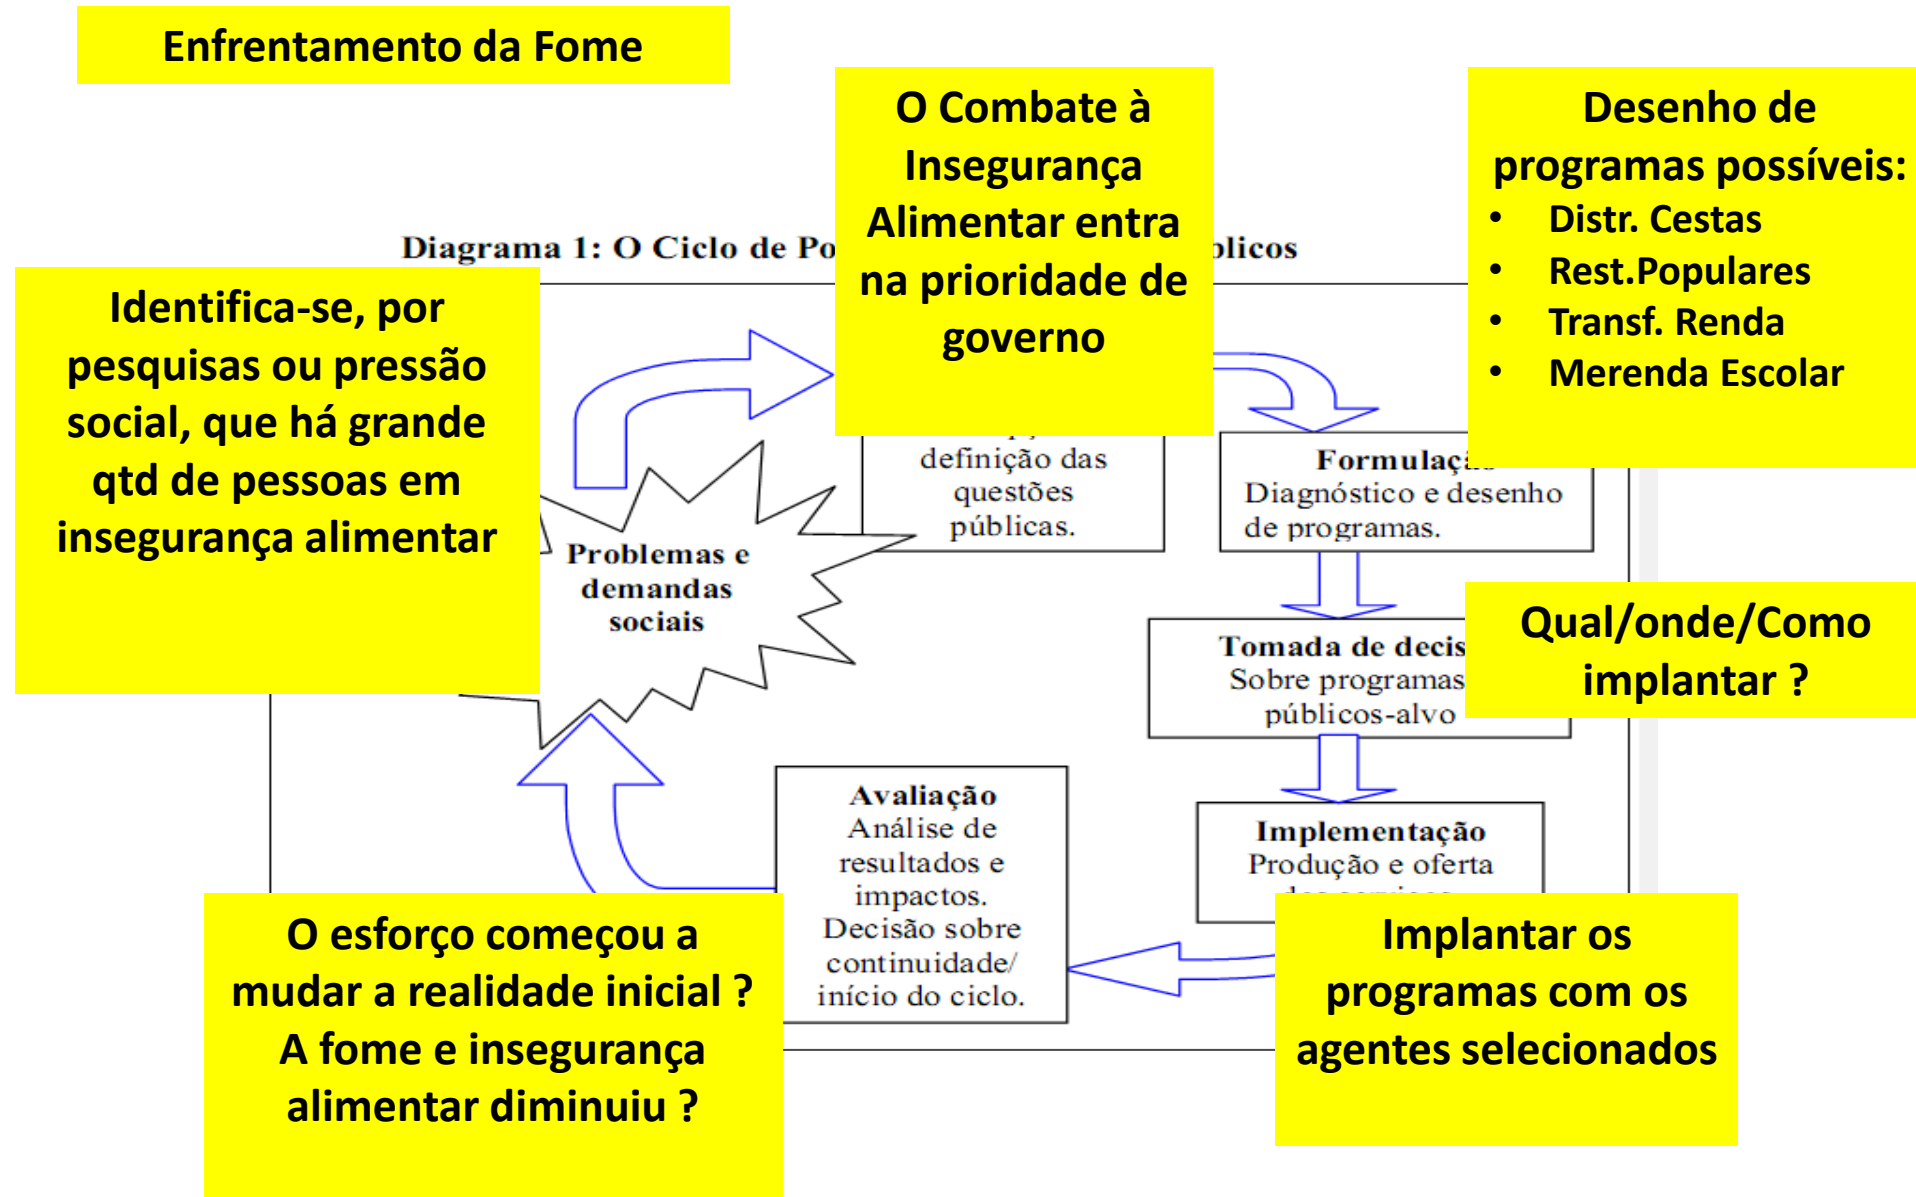 Enfrentamento da Fome
O Combate à
Insegurança
Alimentar entra
na prioridade de
governo
Desenho de
programas possíveis:
• Distr. Cestas
• Rest.Populares
• Transf. Renda
• Merenda Escolar
Diagrama 1: O Ciclo de
Identifica-se, por
pesquisas ou pressão
social, que há grande
qtd de pessoas em
insegurança alimentar
definição das
questões
públicas.
Diagnóstico e desenho
de programas.
Problemas e
demandas
sociais
Tomada de
Sobre programas
públicos-alvo
Qual/onde/Como
implantar ?
Avaliação
Análise de
resultados e
impactos.
Decisão sobre
continuidade/
início do ciclo.
Implementação
Produção e oferta
O esforço começou a
mudar a realidade inicial ?
A fome e insegurança
alimentar diminuiu ?
Implantar os
programas com os
agentes selecionados